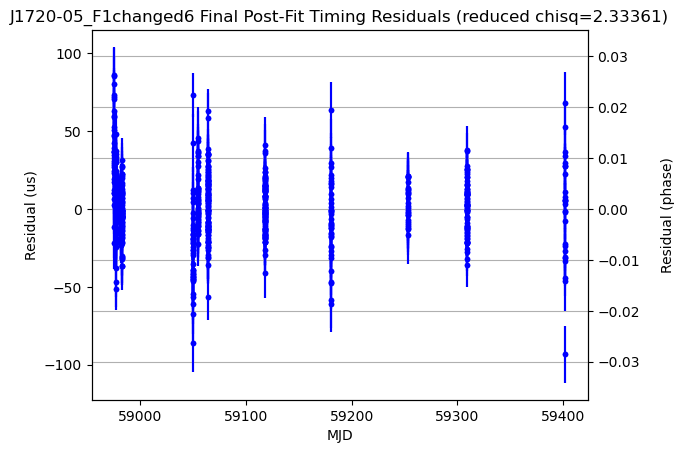 J1720-05_F1changed6 Final Post-Fit Timing Residuals (reduced chisq=2.33361)
100
50
0
−50
−100
Residual (us)
0.03
0.02
0.01
0.00
−0.01
−0.02
−0.03
Residual (phase)
59000 59100 59200 59300 59400
MJD